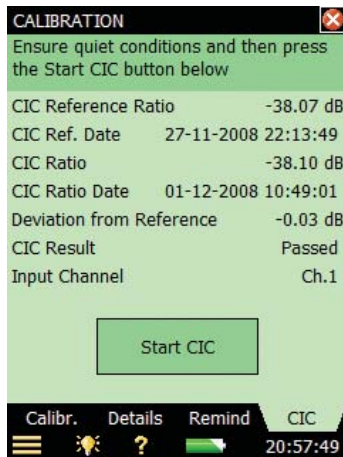 CALIBRATION
Ensure quiet conditions and then press
the Start CIC button below
CIC Reference Ratio -38.07 dB
CIC Ref. Date 27-11-2008 22:13:49
CIC Ratio -38.10 dB
CIC Ratio Date 01-12-2008 10:49:01
Deviation from Reference -0.03 dB
CIC Result Passed
Input Channel Ch.1
Start CIC
Calibr. Details Remind CIC
? 20:57:49